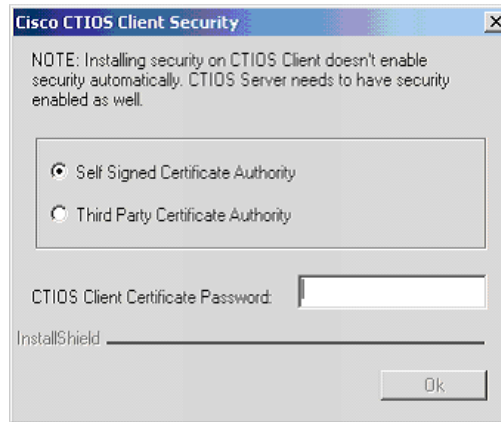 Cisco CTIOS Client Security
NOTE: Installing security on CTIOS Client doesn't enable
security automatically. CTIOS Server needs to have security
enabled as well.
Self Signed Certificate Authority
Third Party Certificate Authority
CTIOS Client Certificate Password:
InstallShield
Ok